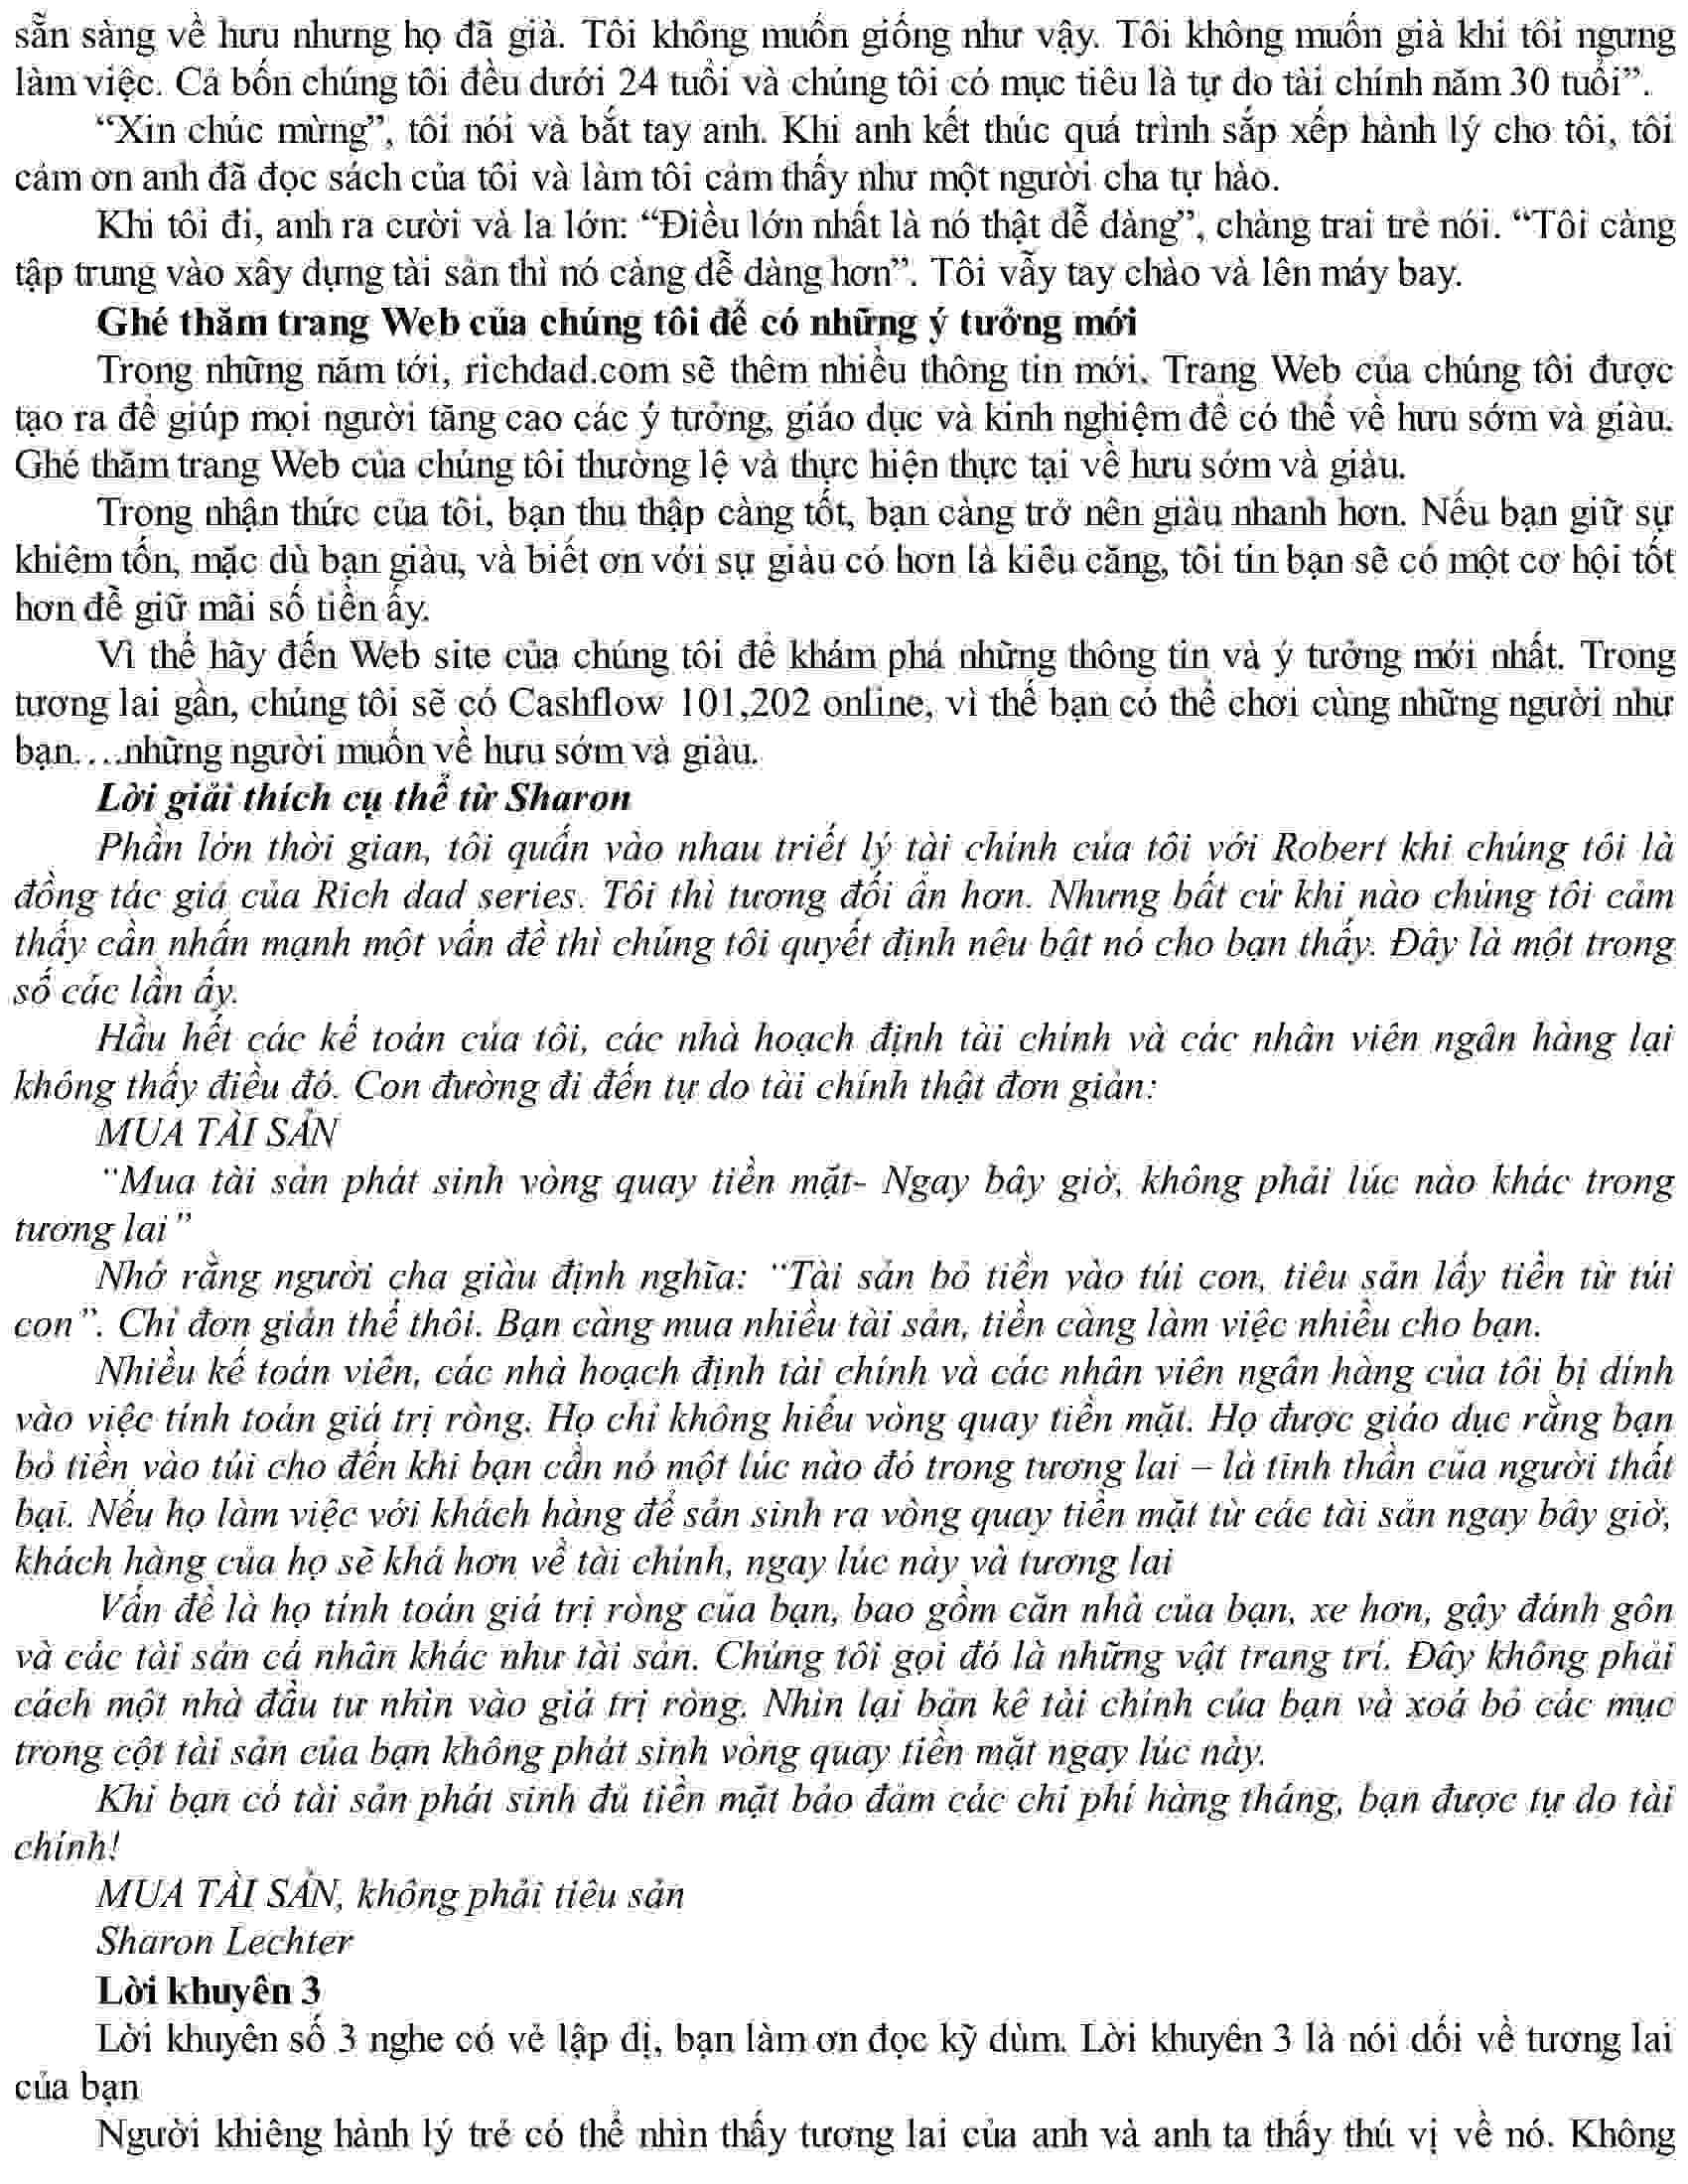 sẵn sàng về hưu nhưng họ đã già. Tôi không muốn giống như vậy. Tôi không muốn già khi tôi ngưng
làm việc. Cả bốn chúng tôi đều dưới 24 tuổi và chúng tôi có mục tiêu là tự do tài chính năm 30 tuổi”.
“Xin chúc mừng”, tôi nói và bắt tay anh. Khi anh kết thúc quá trình sắp xếp hành lý cho tôi, tôi
cảm ơn anh đã đọc sách của tôi và làm tôi cảm thấy như một người cha tự hào.
Khi tôi đi, anh ra cười và la lớn: “Điều lớn nhất là nó thật dễ dàng”, chàng trai trẻ nói. “Tôi càng
tập trung vào xây dựng tài sản thì nó càng dễ dàng hơn”. Tôi vẫy tay chào và lên máy bay.
Ghé thăm trang Web của chúng tôi để có những ý tưởng mới
Trong những năm tới, richdad.com sẽ thêm nhiều thông tin mới. Trang Web của chúng tôi được
tạo ra để giúp mọi người tăng cao các ý tưởng, giáo dục và kinh nghiệm để có thể về hưu sớm và giàu.
Ghé thăm trang Web của chúng tôi thường lệ và thực hiện thực tại về hưu sớm và giàu.
Trong nhận thức của tôi, bạn thu thập càng tốt, bạn càng trở nên giàu nhanh hơn. Nếu bạn giữ sự
khiêm tốn, mặc dù bạn giàu, và biết ơn với sự giàu có hơn là kiêu căng, tôi tin bạn sẽ có một cơ hội tốt
hơn để giữ mãi số tiền ấy.
Vì thế hãy đến Web site của chúng tôi để khám phá những thông tin và ý tưởng mới nhất. Trong
tương lai gần, chúng tôi sẽ có Cashflow 101,202 online, vì thế bạn có thể chơi cùng những người như
bạn….những người muốn về hưu sớm và giàu.
Lời giải thích cụ thể từ Sharon
Phần lớn thời gian, tôi quấn vào nhau triết lý tài chính của tôi với Robert khi chúng tôi là
đồng tác giả của Rich dad series. Tôi thì tương đối ẩn hơn. Nhưng bất cứ khi nào chúng tôi cảm
thấy cần nhấn mạnh một vấn đề thì chúng tôi quyết định nêu bật nó cho bạn thấy. Đây là một trong
số các lần ấy.
Hầu hết các kế toán của tôi, các nhà hoạch định tài chính và các nhân viên ngân hàng lại
không thấy điều đó. Con đường đi đến tự do tài chính thật đơn giản:
MUA TÀI SẢN
“Mua tài sản phát sinh vòng quay tiền mặt- Ngay bây giờ, không phải lúc nào khác trong
tương lai”
Nhớ rằng người cha giàu định nghĩa: “Tài sản bỏ tiền vào túi con, tiêu sản lấy tiền từ túi
con”. Chỉ đơn giản thế thôi. Bạn càng mua nhiều tài sản, tiền càng làm việc nhiều cho bạn.
Nhiều kế toán viên, các nhà hoạch định tài chính và các nhân viên ngân hàng của tôi bị dính
vào việc tính toán giá trị ròng. Họ chỉ không hiểu vòng quay tiền mặt. Họ được giáo dục rằng bạn
bỏ tiền vào túi cho đến khi bạn cần nó một lúc nào đó trong tương lai – là tinh thần của người thất
bại. Nếu họ làm việc với khách hàng để sản sinh ra vòng quay tiền mặt từ các tài sản ngay bây giờ,
khách hàng của họ sẽ khá hơn về tài chính, ngay lúc này và tương lai
Vấn đề là họ tính toán giá trị ròng của bạn, bao gồm căn nhà của bạn, xe hơn, gậy đánh gôn
và các tài sản cá nhân khác như tài sản. Chúng tôi gọi đó là những vật trang trí. Đây không phải
cách một nhà đầu tư nhìn vào giá trị ròng. Nhìn lại bản kê tài chính của bạn và xoá bỏ các mục
trong cột tài sản của bạn không phát sinh vòng quay tiền mặt ngay lúc này.
Khi bạn có tài sản phát sinh đủ tiền mặt bảo đảm các chi phí hàng tháng, bạn được tự do tài
chính!
MUA TÀI SẢN, không phải tiêu sản
Sharon Lechter
Lời khuyên 3
Lời khuyên số 3 nghe có vẻ lập dị, bạn làm ơn đọc kỹ dùm. Lời khuyên 3 là nói dối về tương lai
của bạn
Người khiêng hành lý trẻ có thể nhìn thấy tương lai của anh và anh ta thấy thú vị về nó. Không